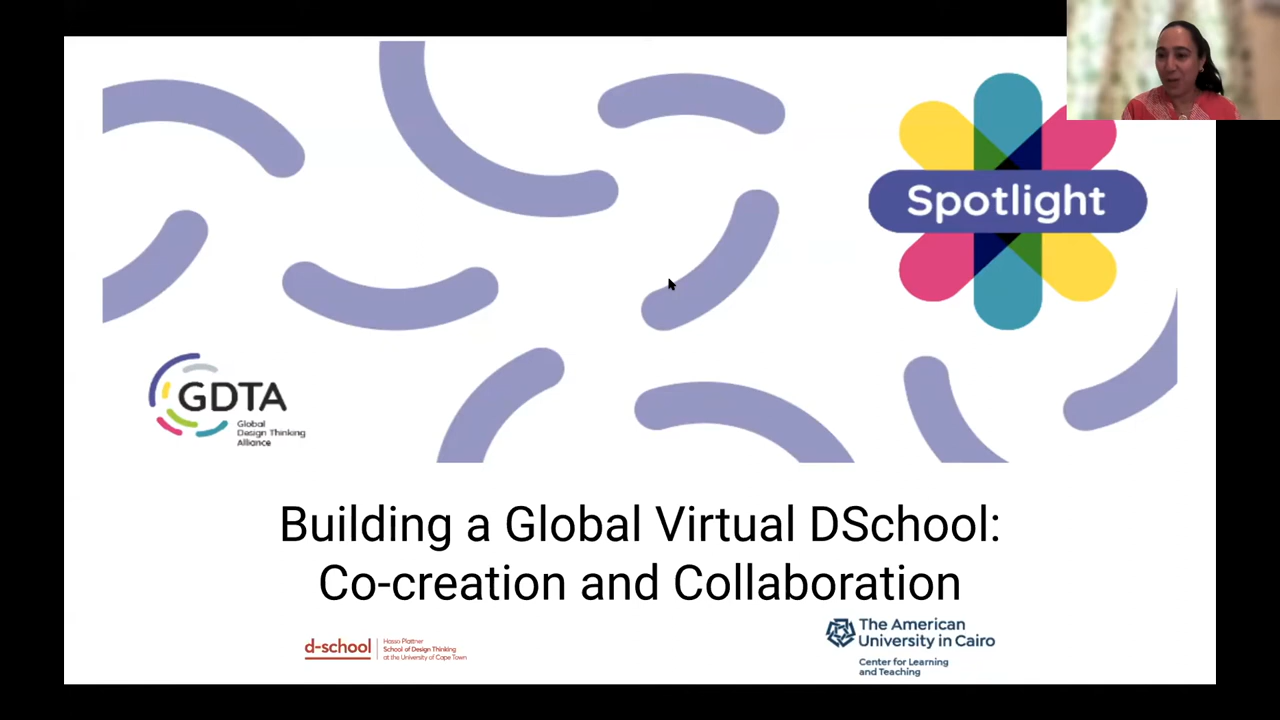 Spotlight
GDTA
Global
Design Thinking
Alliance
Building a Global Virtual DSchool:
Co-creation and Collaboration
d-school
Hasso Plattner
School of Design Thinking
at the University of Cape Town
The American
University in Cairo
Center for Learning
and Teaching